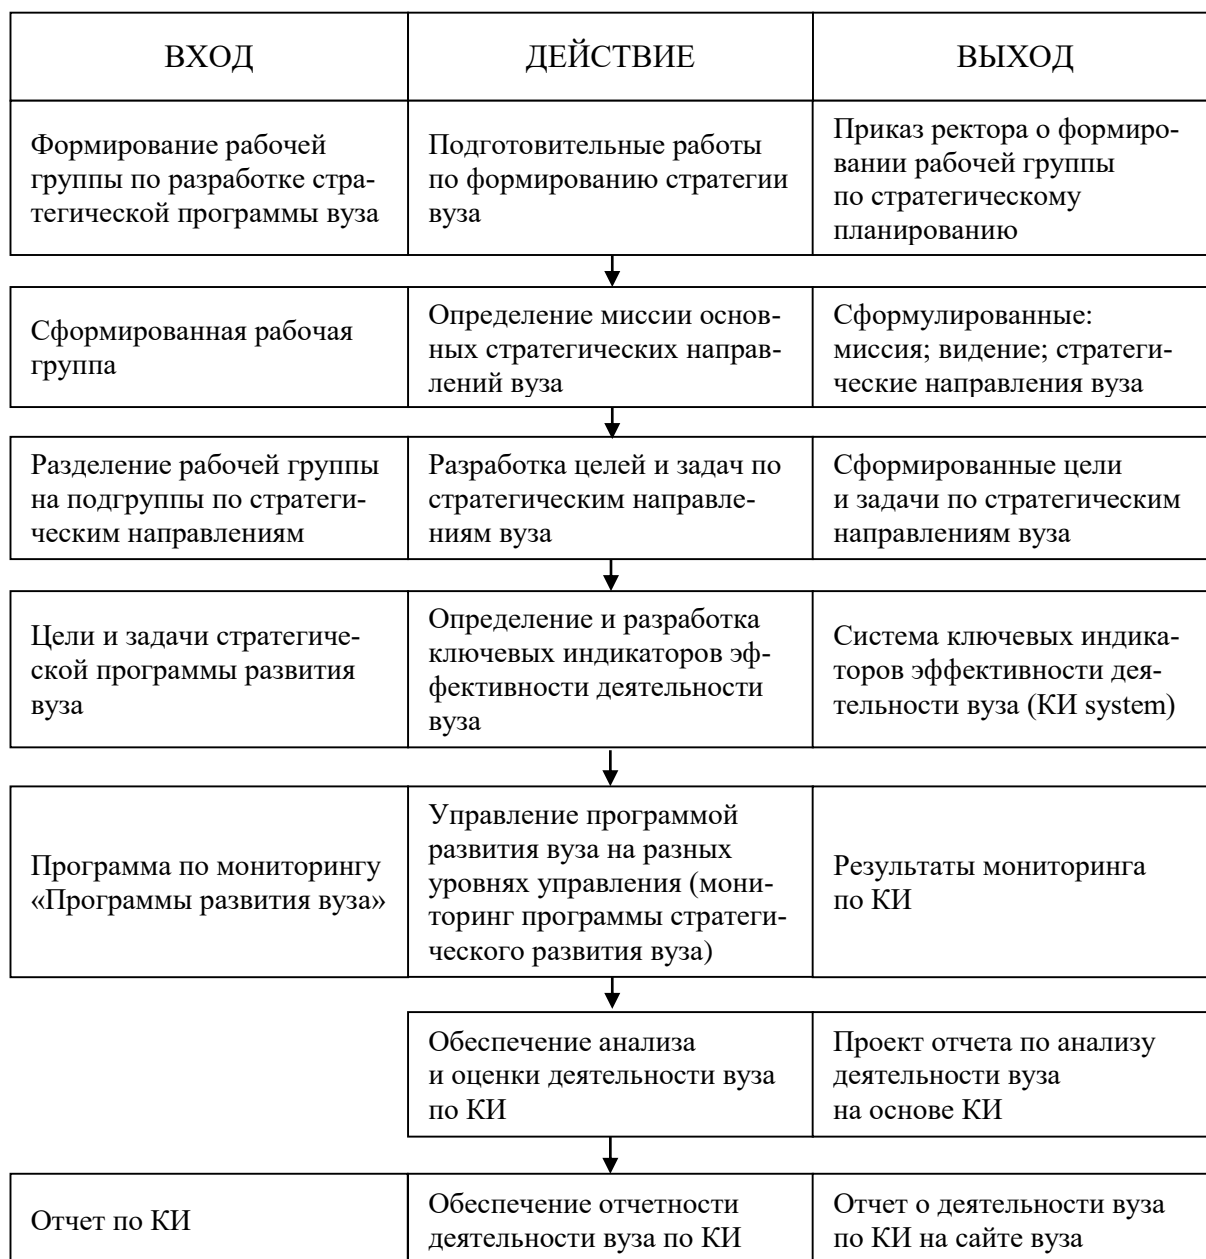 ВХОД
ДЕЙСТВИЕ
ВЫХОД
Формирование рабочей
группы по разработке стра-
тегической программы вуза
Подготовительные работы
по формированию стратегии
вуза
Приказ ректора о формиро-
вании рабочей группы
по стратегическому
планированию
Сформированная рабочая
группа
Определение миссии основ-
ных стратегических направ-
лений вуза
Сформулированные:
миссия; видение; стратеги-
ческие направления вуза
Разделение рабочей группы
на подгруппы по стратеги-
ческим направлениям
Разработка целей и задач по
стратегическим направле-
ниям вуза
Сформированные цели
и задачи по стратегическим
направлениям вуза
Цели и задачи стратегиче-
ской программы развития
вуза
Определение и разработка
ключевых индикаторов эф-
фективности деятельности
вуза
Система ключевых индика-
торов эффективности дея-
тельности вуза (КИ system)
Программа по мониторингу
«Программы развития вуза»
Управление программой
развития вуза на разных
уровнях управления (мони-
торинг программы стратеги-
ческого развития вуза)
Результаты мониторинга
по КИ
Обеспечение анализа
и оценки деятельности вуза
по КИ
Проект отчета по анализу
деятельности вуза
на основе КИ
Отчет по КИ
Обеспечение отчетности
деятельности вуза по КИ
Отчет о деятельности вуза
по КИ на сайте вуза